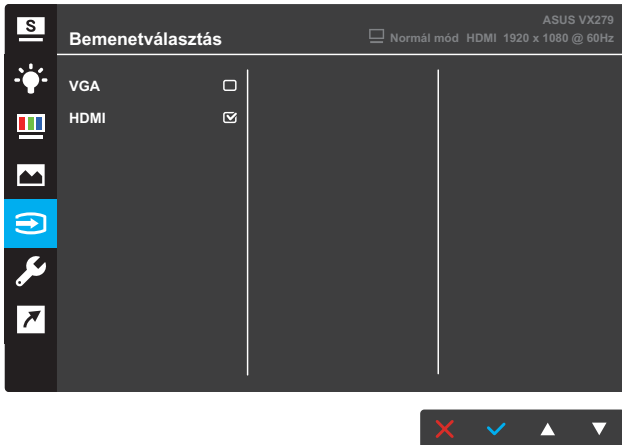 S
Bemenetválasztás
ASUS VX279
Normál mód HDMI 1920 x 1080 @ 60Hz
VGA
HDMI